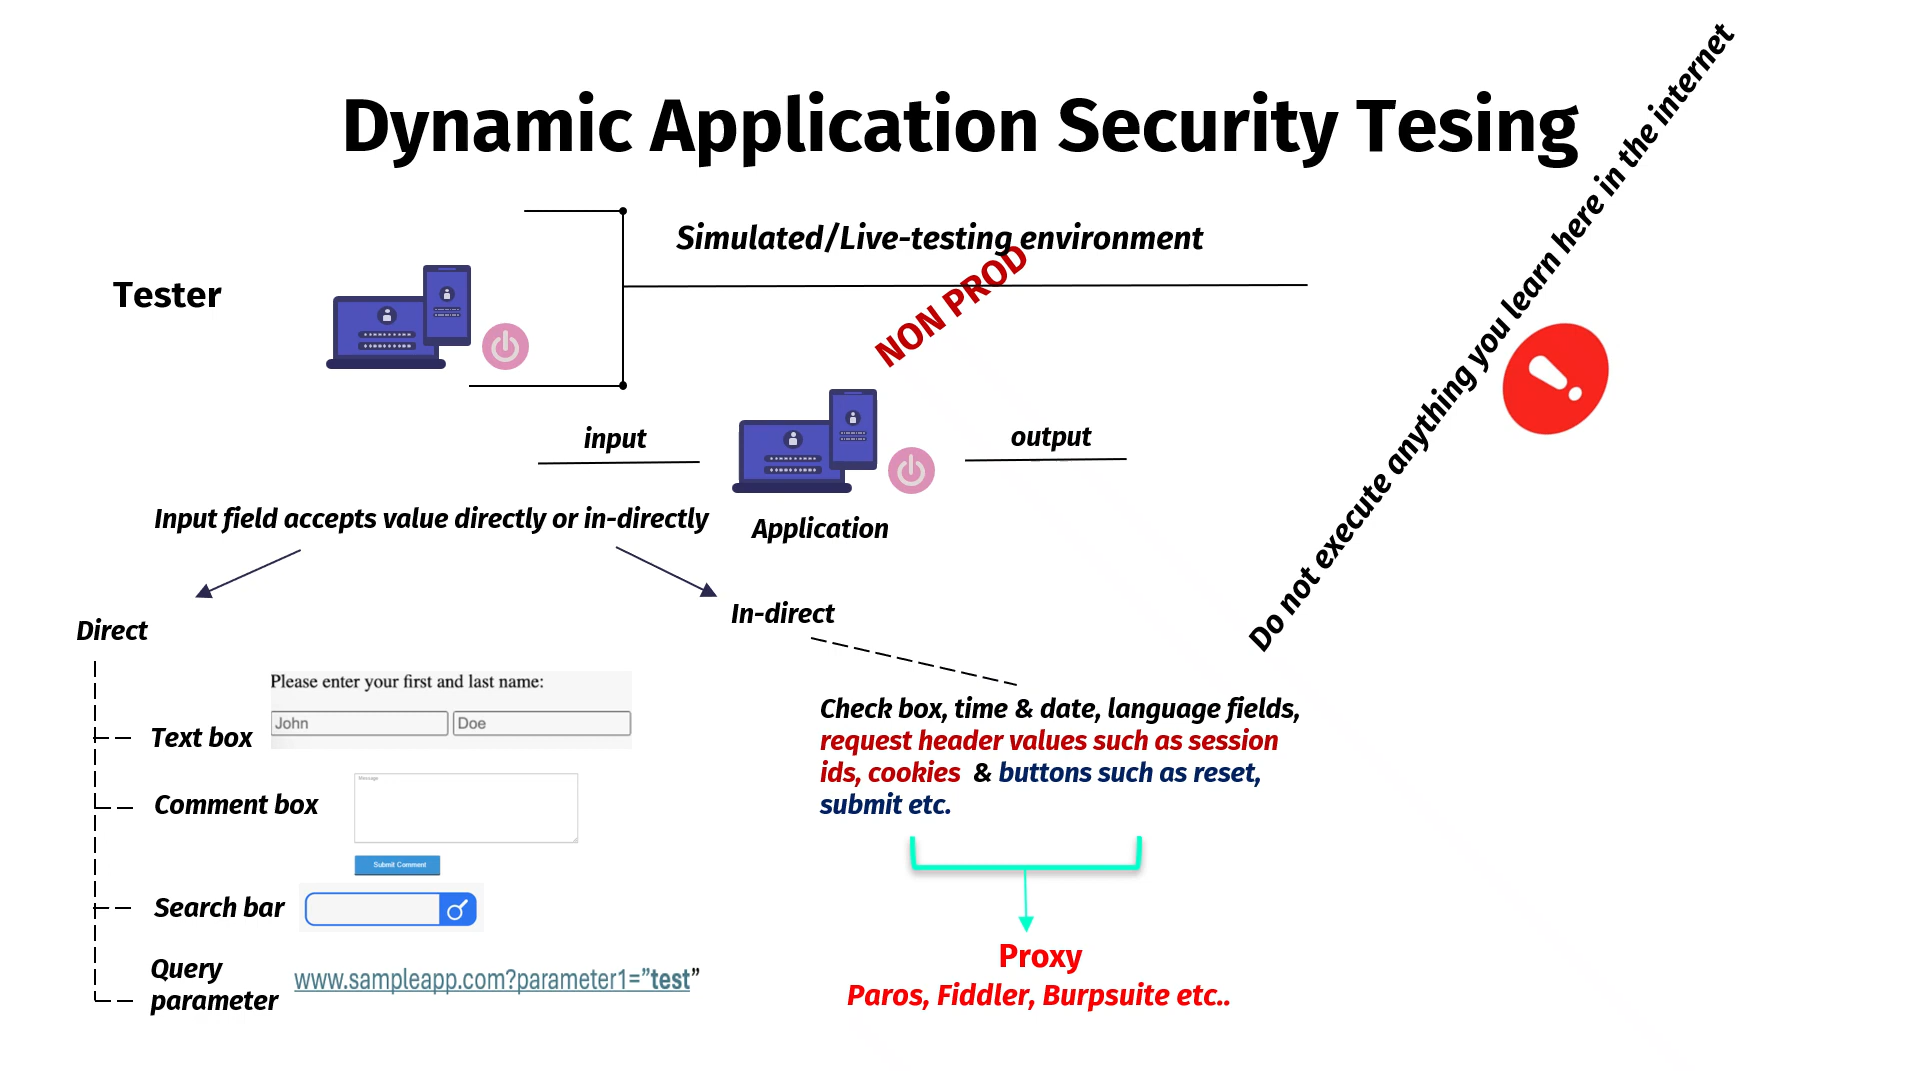 Dynamic Application Security Tesing
Do not execute anything you learn here in the internet
Simulated/Live-testing environment
NON PROD
Tester
input
output
Input field accepts value directly or in-directly
Application
Direct
In-direct
Please enter your first and last name:
John
Doe
Text box
Message
Comment box
Submit Comment
Search bar
Query
parameter
www.sampleapp.com?parameter1=”test”
Check box, time & date, language fields,
request header values such as session
ids, cookies & buttons such as reset,
submit etc.
Proxy
Paros, Fiddler, Burpsuite etc..